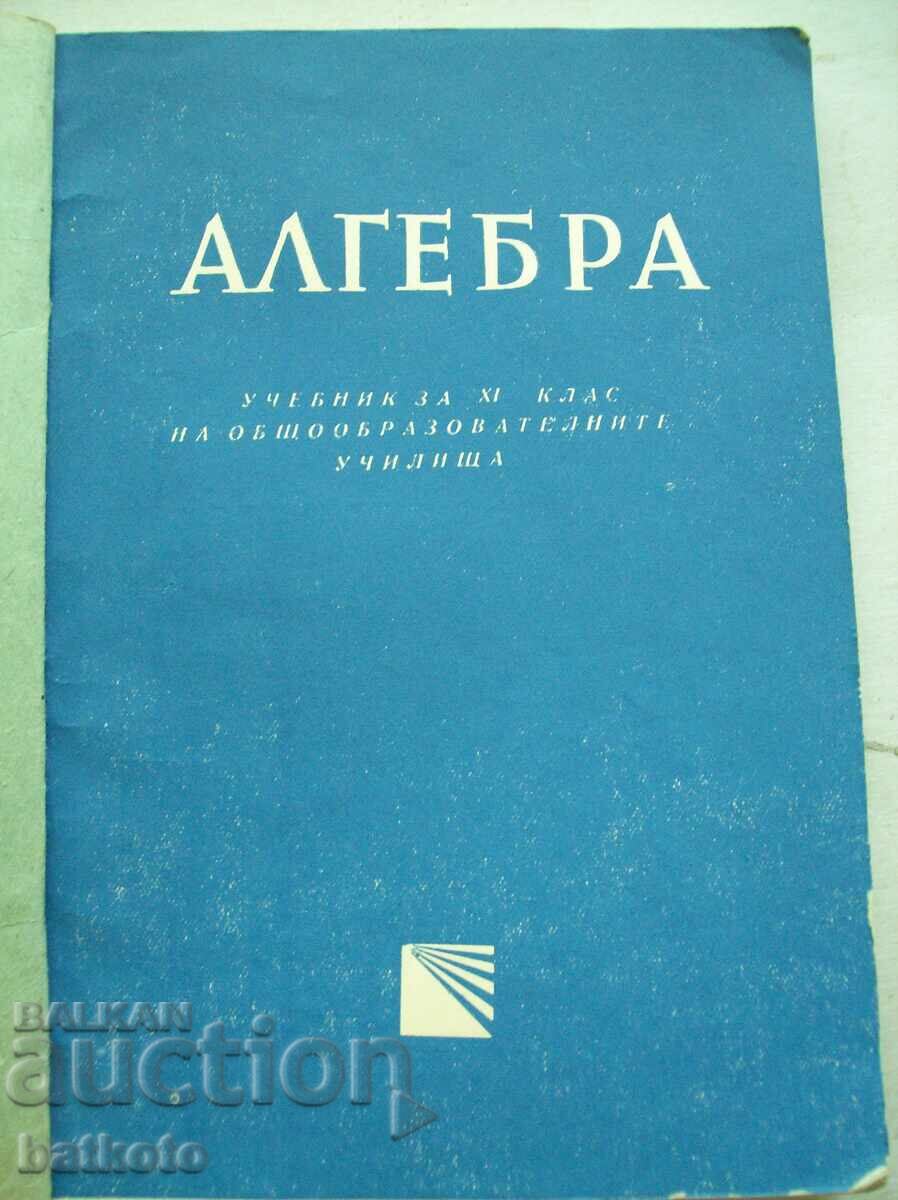 АЛГЕБРА
УЧЕБНИК ЗА XI КЛАС
НА ОБЩООБРАЗОВАТЕЛНИТЕ
УЧИЛИЩА
BALKAN
auction
batkoto